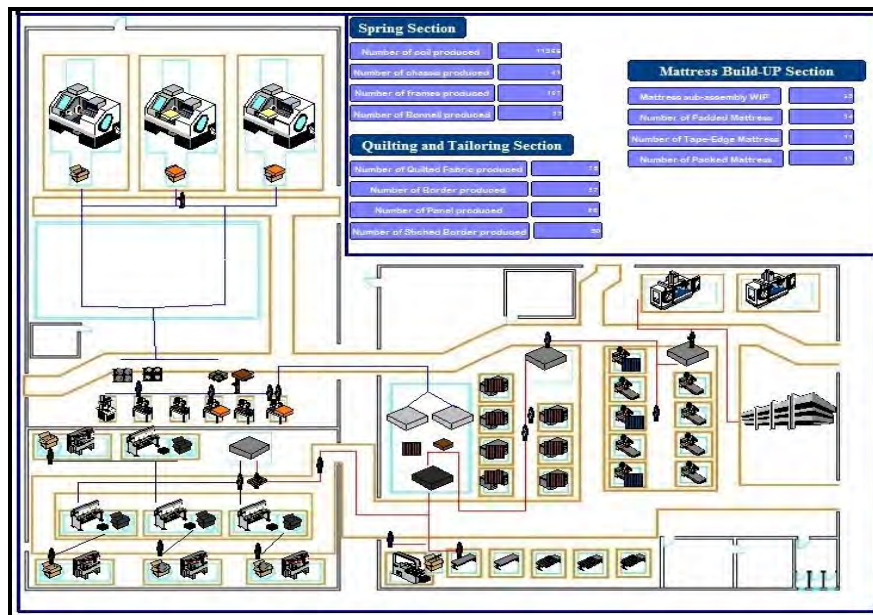 Spring Section
Number of coil produced
Number of chassis produced
Number of frames produced
Number of Bonnell produced
Quilting and Tailoring Section
Number of Quilted Fabric produced
Number of Border produced
Number of Panel produced
Number of Stiched Border produced
Mattress Build-UP Section
Mattress sub-assembly WIP
Number of Padded Mattress
Number of Tape-Edge Mattress
Number of Packed Mattress